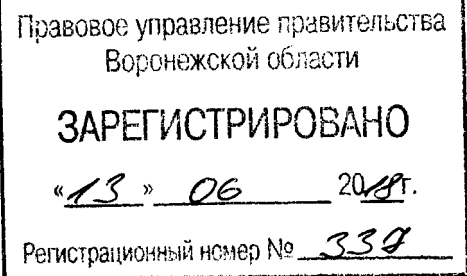 Правовое управление правительства
Воронежской области
ЗАРЕГИСТРИРОВАНО
«13» 06 2018г.
Регистрационный номер №